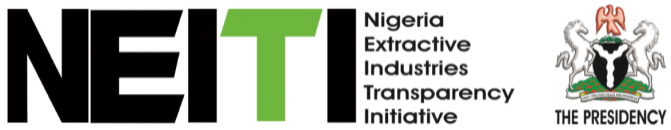 NEITI
Nigeria
Extractive
Industries
Transparency
Initiative
THE PRESIDENCY